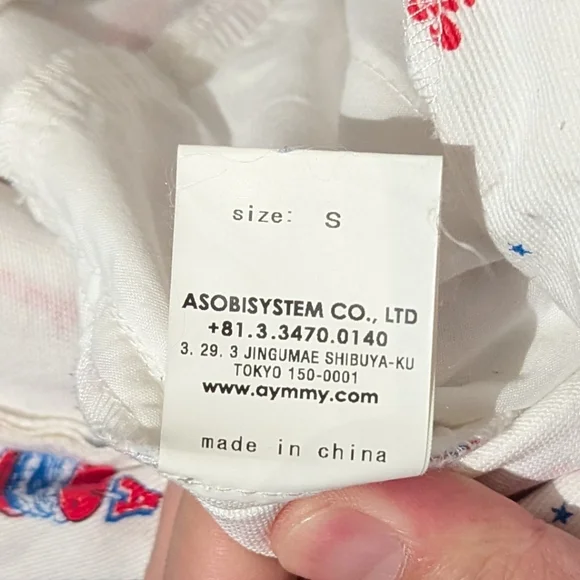 size: S
ASOBISYSTEM CO., LTD
+81.3.3470.0140
3. 29. 3 JINGUMAE SHIBUYA-KU
TOKYO 150-0001
www.aymmy.com
made in china